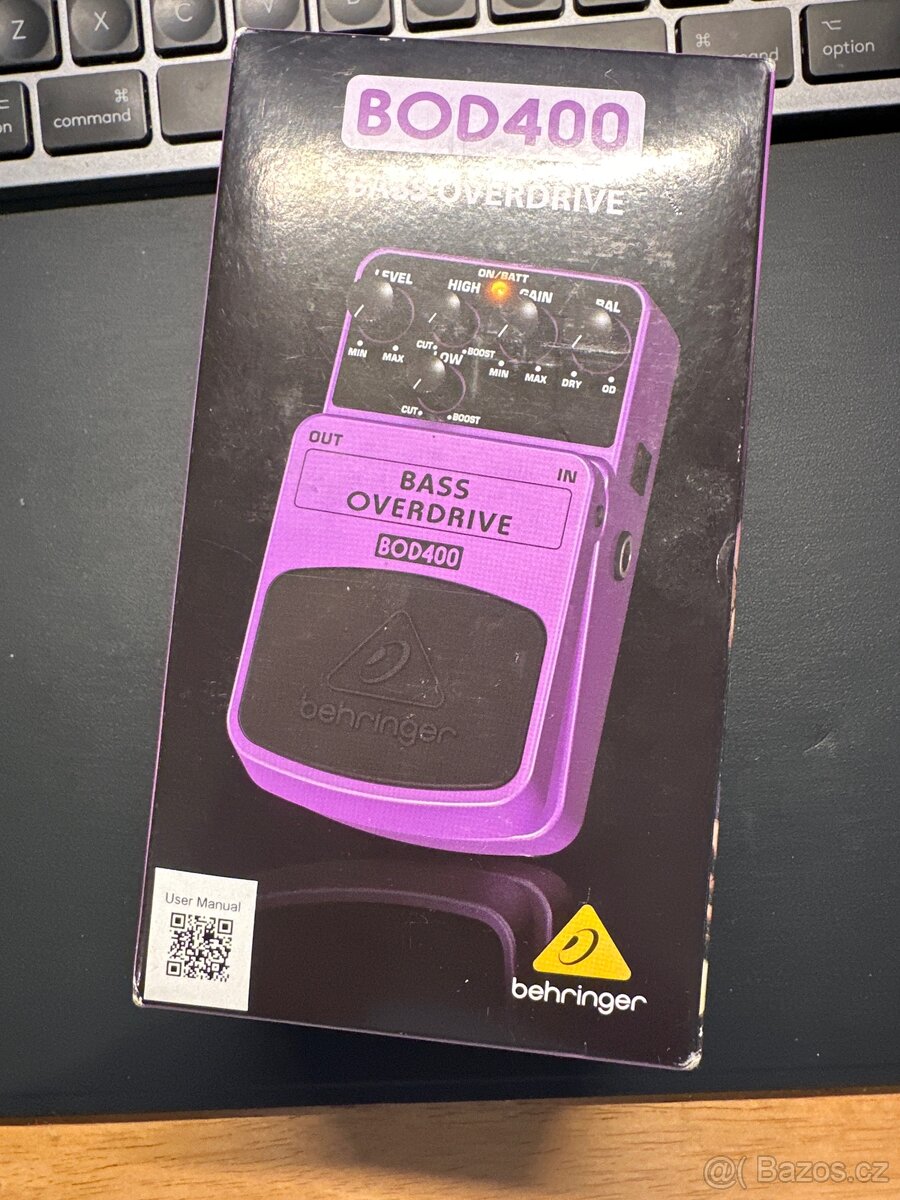 Z X C V B
command
⌘
⌘
⌥
option
BOD400
BASS OVERDRIVE
ON/BATT
LEVEL HIGH GAIN BAL
MIN MAX CUT BOOST MIN MAX DRY OD
LOW
CUT BOOST
OUT IN
BASS
OVERDRIVE
BOD400
behringer
User Manual
behringer
@( Bazos.cz